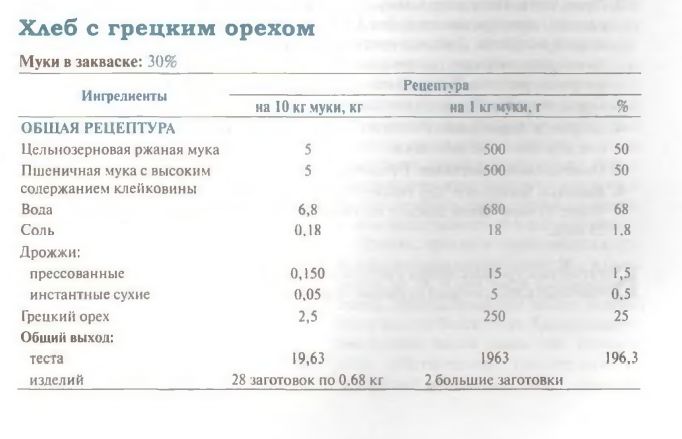 Хлеб с грецким орехом
Муки в закваске: 30%
Ингредиенты Рецептура
на 10 кг муки, кг на 1 кг муки, г %
ОБЩАЯ РЕЦЕПТУРА
Цельнозерновая ржаная мука 5 500 50
Пшеничная мука с высоким 5 500 50
содержанием клейковины
Вода 6,8 680 68
Соль 0,18 18 1,8
Дрожжи:
прессованные 0,150 15 1,5
инстантные сухие 0,05 5 0,5
Грецкий орех 2,5 250 25
Общий выход:
теста 19,63 1963 196,3
изделий 28 заготовок по 0,68 кг 2 большие заготовки